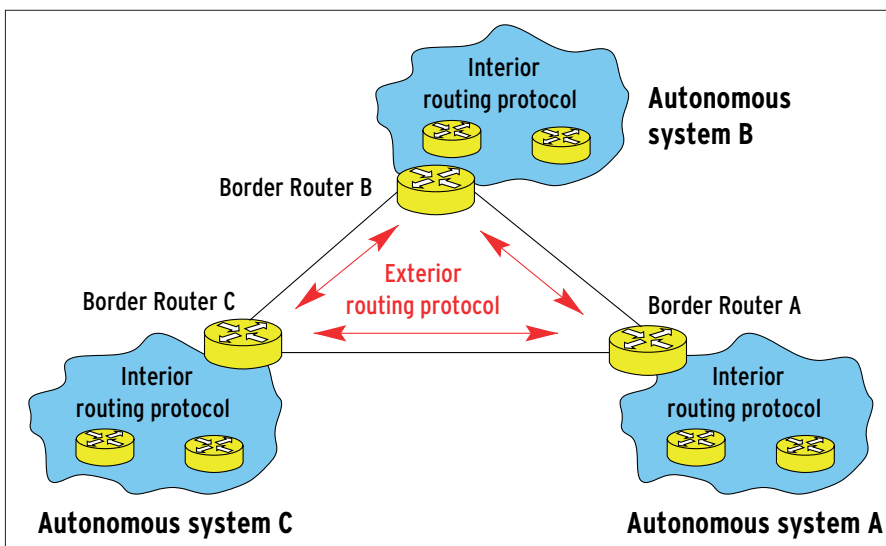 Interior
routing protocol
Autonomous
system B
Border Router B
Exterior
routing protocol
Border Router C
Border Router A
Interior
routing protocol
Interior
routing protocol
Autonomous system C
Autonomous system A